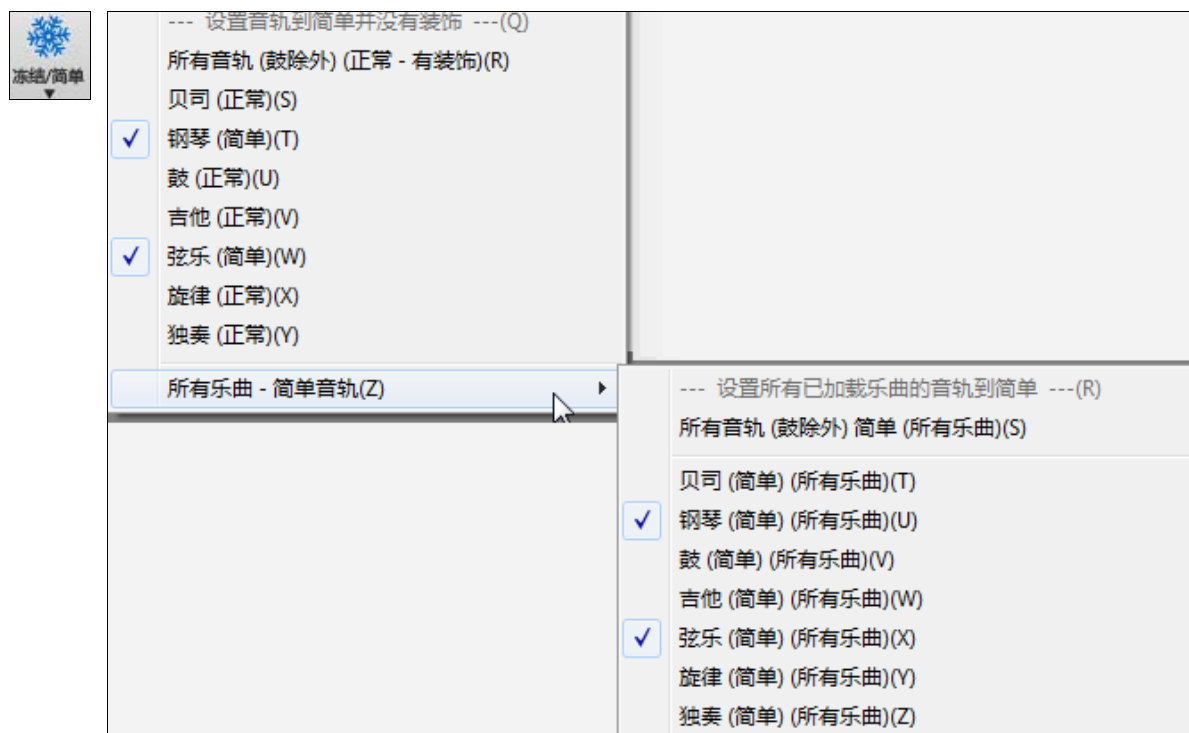 冻结/简单
--- 设置音轨到简单并没有装饰 ---(Q)
所有音轨 (鼓除外) (正常 - 有装饰)(R)
贝司 (正常)(S)
钢琴 (简单)(T)
鼓 (正常)(U)
吉他 (正常)(V)
弦乐 (简单)(W)
旋律 (正常)(X)
独奏 (正常)(Y)
所有乐曲 - 简单音轨(Z)
--- 设置所有已加载乐曲的音轨到简单 ---(R)
所有音轨 (鼓除外) 简单 (所有乐曲)(S)
贝司 (简单) (所有乐曲)(T)
钢琴 (简单) (所有乐曲)(U)
鼓 (简单) (所有乐曲)(V)
吉他 (简单) (所有乐曲)(W)
弦乐 (简单) (所有乐曲)(X)
旋律 (简单) (所有乐曲)(Y)
独奏 (简单) (所有乐曲)(Z)